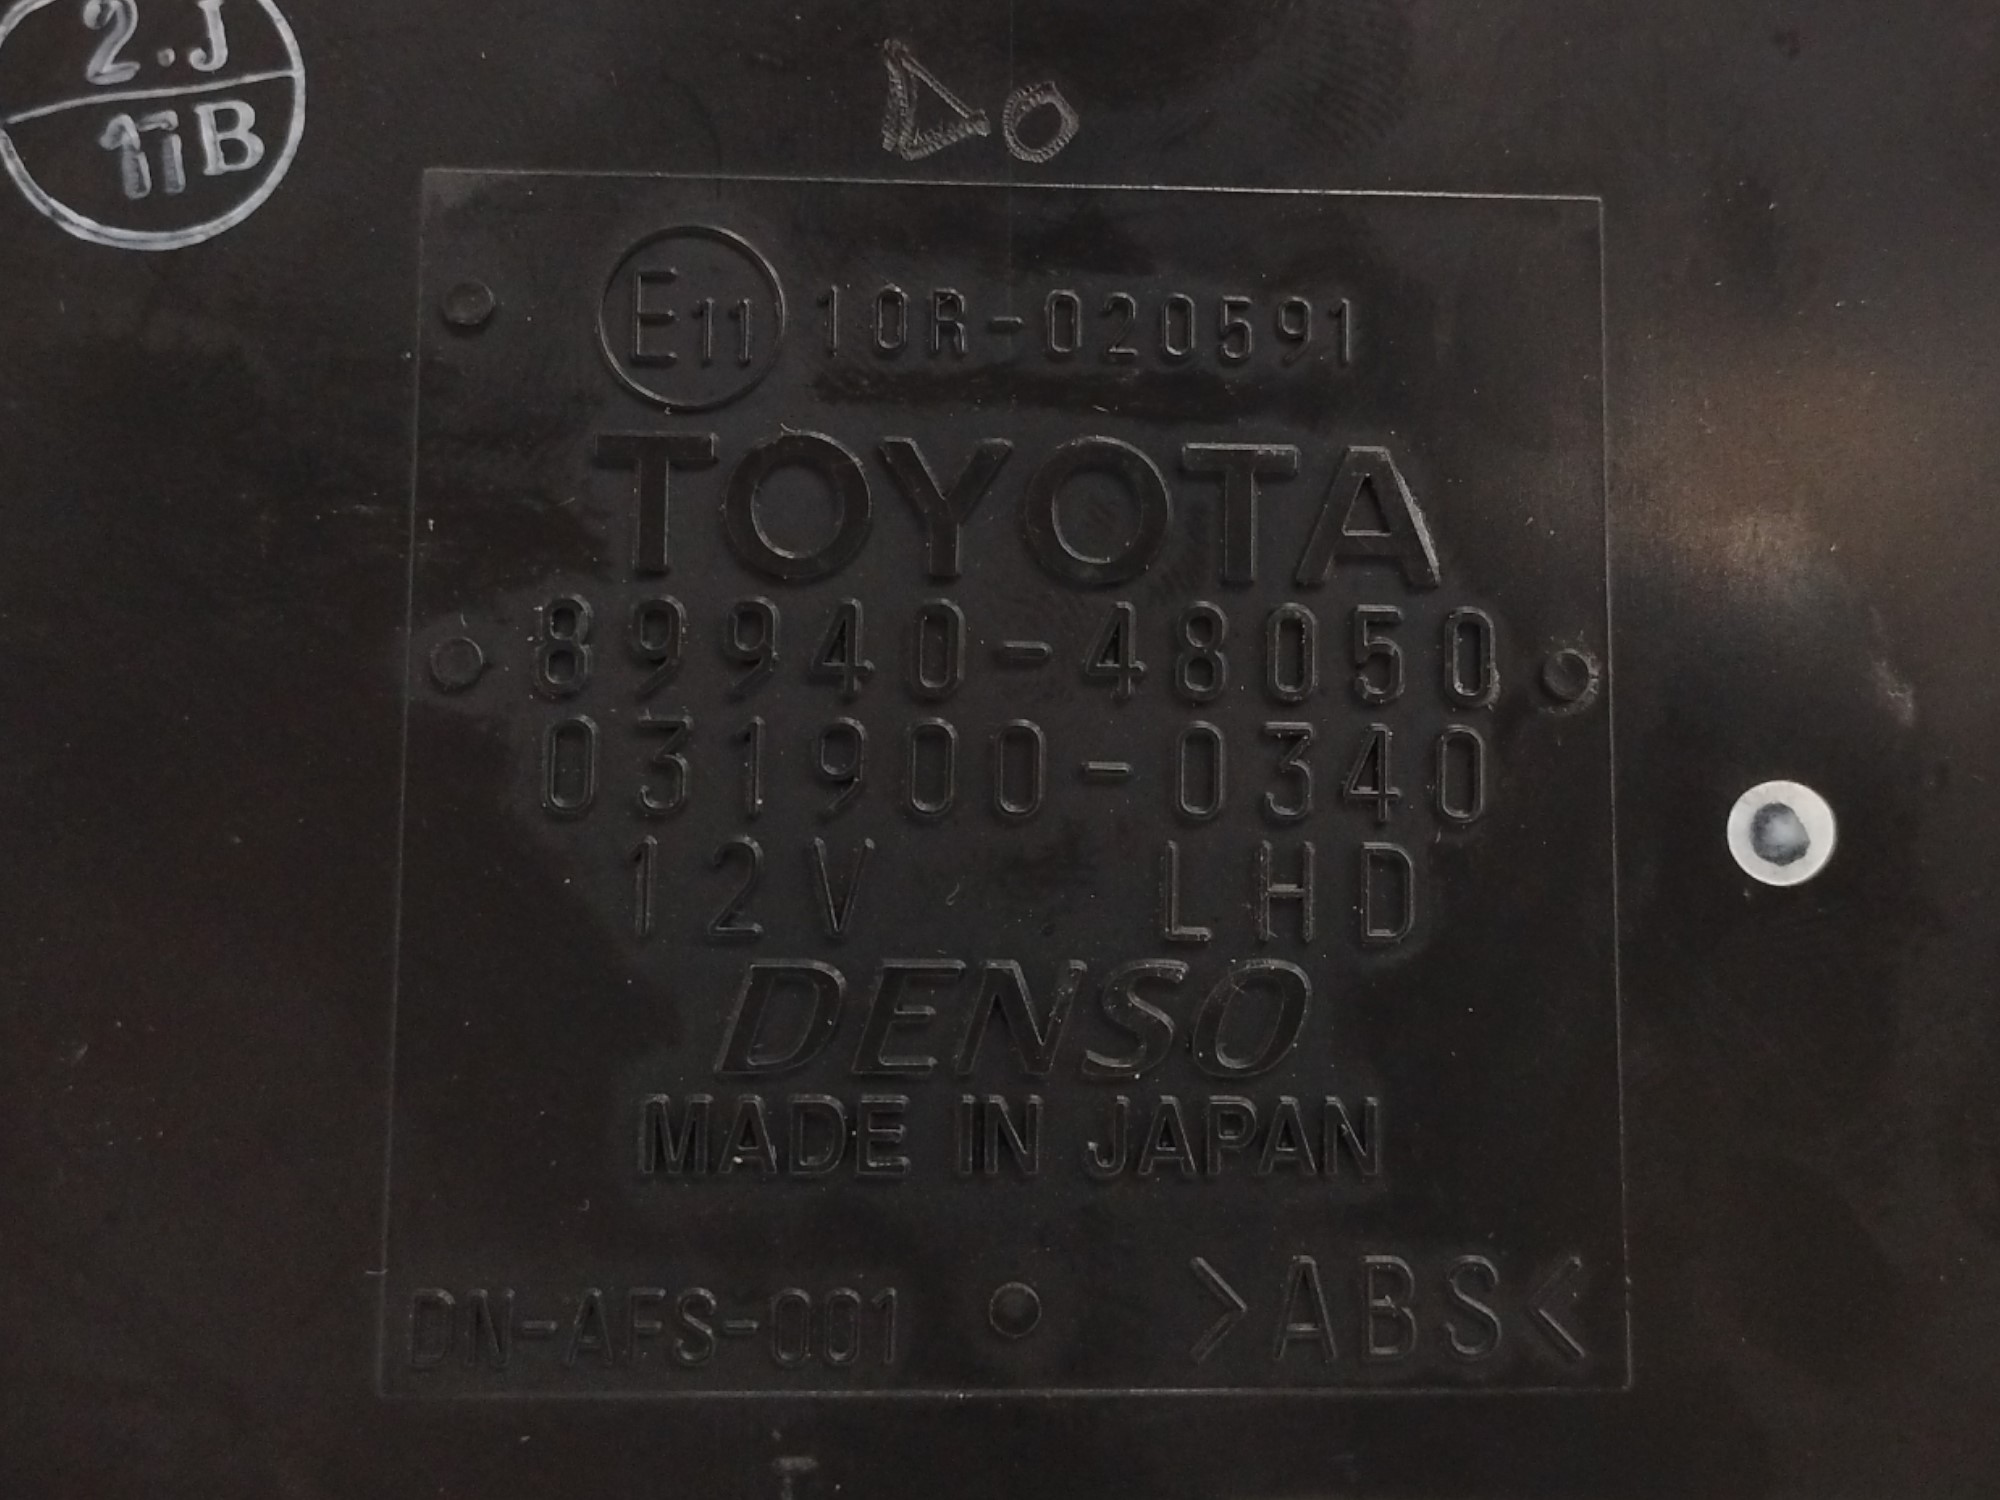 2.J
17B
E11 10R-020591
TOYOTA
89940-48050
031900-0340
12V LHD
DENSO
MADE IN JAPAN
DN-AFS-001 >ABS<